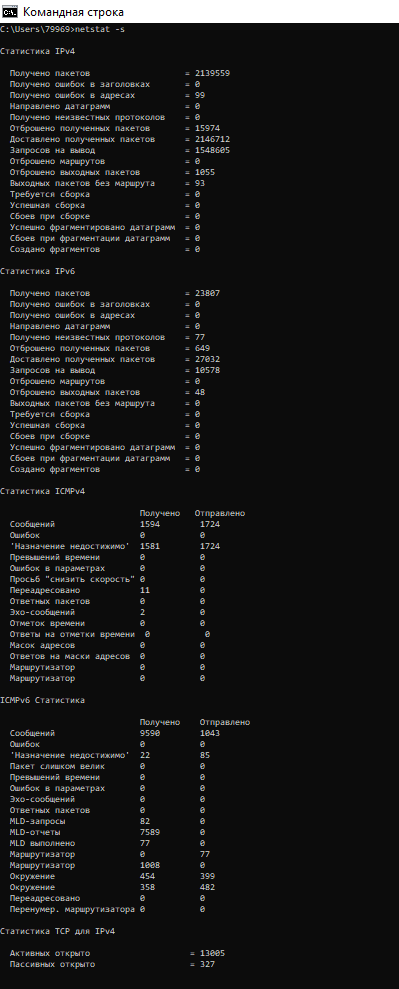 Командная строка
C:\Users\79969>netstat -s
Статистика IPv4
Получено пакетов = 2139559
Получено ошибок в заголовках = 0
Получено ошибок в адресах = 99
Направлено датаграмм = 0
Получено неизвестных протоколов = 0
Отброшено полученных пакетов = 15974
Доставлено полученных пакетов = 2146712
Запросов на вывод = 1548605
Отброшено маршрутов = 0
Отброшено выходных пакетов = 1055
Выходных пакетов без маршрута = 93
Требуется сборка = 0
Успешная сборка = 0
Сбоев при сборке = 0
Успешно фрагментировано датаграмм = 0
Сбоев при фрагментации датаграмм = 0
Создано фрагментов = 0
Статистика IPv6
Получено пакетов = 23807
Получено ошибок в заголовках = 0
Получено ошибок в адресах = 0
Направлено датаграмм = 0
Получено неизвестных протоколов = 77
Отброшено полученных пакетов = 649
Доставлено полученных пакетов = 27032
Запросов на вывод = 10578
Отброшено маршрутов = 0
Отброшено выходных пакетов = 48
Выходных пакетов без маршрута = 0
Требуется сборка = 0
Успешная сборка = 0
Сбоев при сборке = 0
Успешно фрагментировано датаграмм = 0
Сбоев при фрагментации датаграмм = 0
Создано фрагментов = 0
Статистика ICMPv4
Получено Отправлено
Сообщений 1594 1724
Ошибок 0 0
'Назначение недостижимо' 1581 1724
Превышений времени 0 0
Ошибок в параметрах 0 0
Просьб "снизить скорость" 0 0
Переадресовано 11 0
Ответных пакетов 0 0
Эхо-сообщений 2 0
Отметок времени 0 0
Ответы на отметки времени 0 0
Масок адресов 0 0
Ответов на маски адресов 0 0
Маршрутизатор 0 0
Маршрутизатор 0 0
ICMPv6 Статистика
Получено Отправлено
Сообщений 9590 1043
Ошибок 0 0
'Назначение недостижимо' 22 85
Пакет слишком велик 0 0
Превышений времени 0 0
Ошибок в параметрах 0 0
Эхо-сообщений 0 0
Ответных пакетов 0 0
MLD-запросы 82 0
MLD-отчеты 7589 0
MLD выполнено 77 0
Маршрутизатор 0 77
Маршрутизатор 1008 0
Окружение 454 399
Окружение 358 482
Переадресовано 0 0
Перенумер. маршрутизатора 0 0
Статистика TCP для IPv4
Активных открыто = 13005
Пассивных открыто = 327